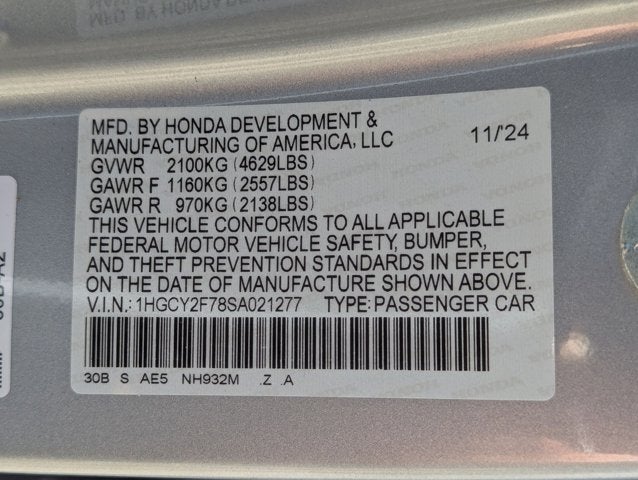 MFD. BY HONDA DEVELOPMENT &
MANUFACTURING OF AMERICA, LLC 11/'24
GVWR 2100KG (4629LBS)
GAWR F 1160KG (2557LBS)
GAWR R 970KG (2138LBS)
THIS VEHICLE CONFORMS TO ALL APPLICABLE
FEDERAL MOTOR VEHICLE SAFETY, BUMPER,
AND THEFT PREVENTION STANDARDS IN EFFECT
ON THE DATE OF MANUFACTURE SHOWN ABOVE.
V.I.N.: 1HGCY2F78SA021277 TYPE: PASSENGER CAR
30B S AE5 NH932M .Z .A